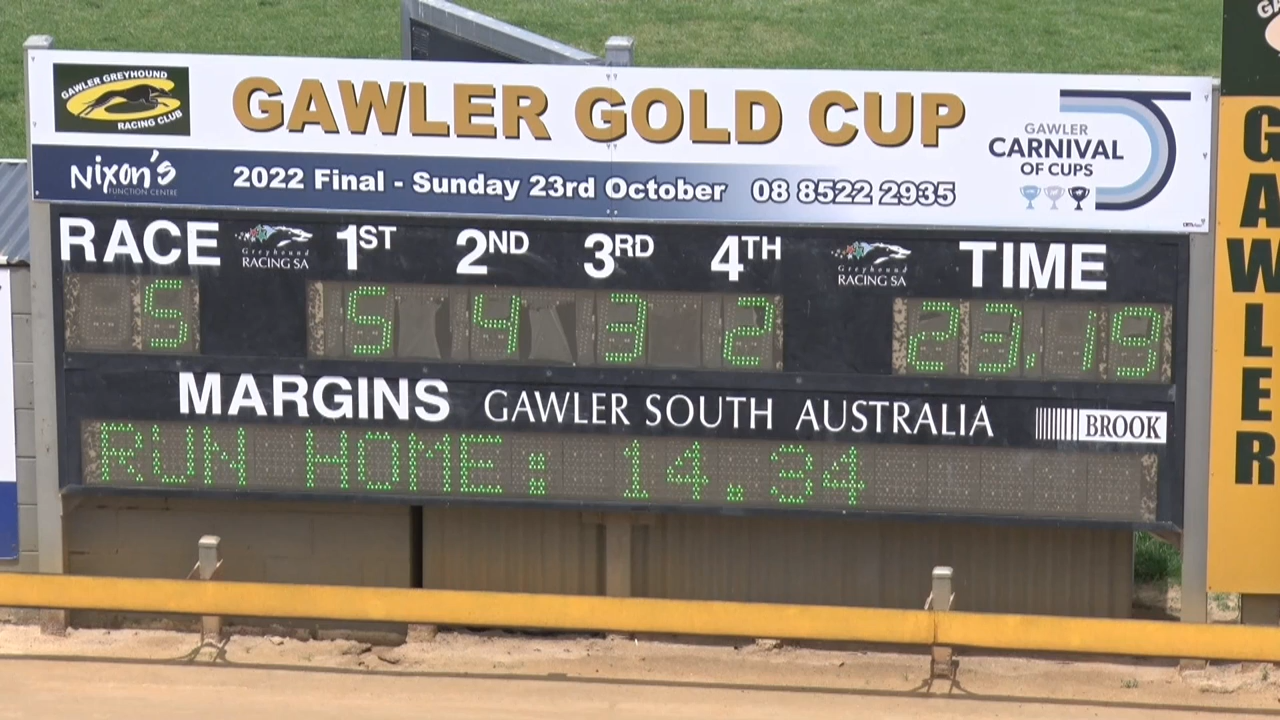 GAWLER GREYHOUND
RACING CLUB
GAWLER GOLD CUP
GAWLER
CARNIVAL
OF CUPS
Nixon's
FUNCTION CENTRE
2022 Final - Sunday 23rd October 08 8522 2935
RACE Greyhound RACING SA 1ST 2ND 3RD 4TH Greyhound RACING SA TIME
5 5 4 3 2 23.19
MARGINS GAWLER SOUTH AUSTRALIA BROOK
RUN HOME: 14.34
GAWLER